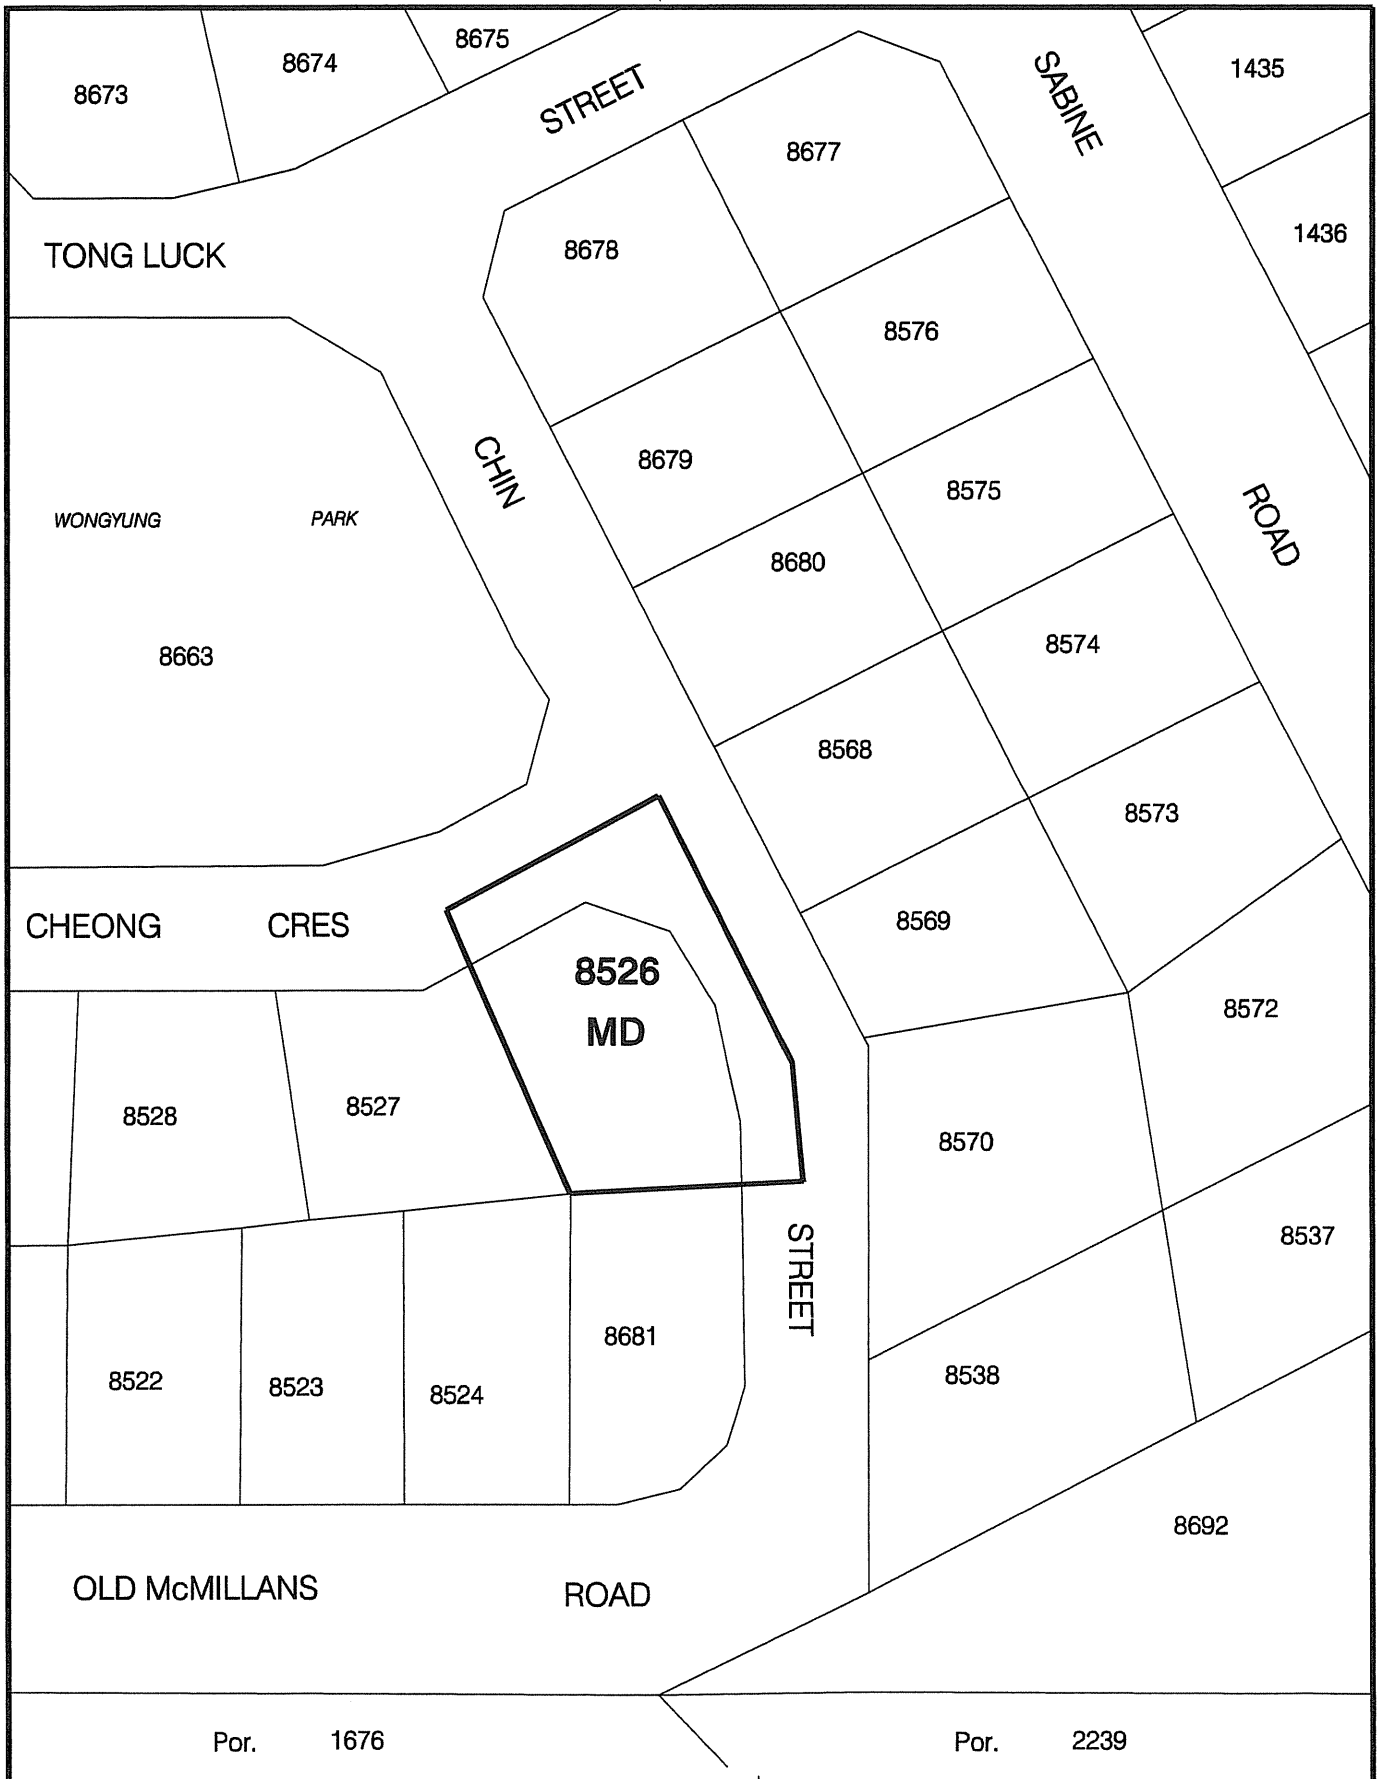 8675
8674
8673
STREET
SABINE
1435
8677
8678
1436
TONG LUCK
8576
CHIN
8679
8575
WONGYUNG PARK
ROAD
8680
8663
8574
8568
8573
CHEONG CRES
8569
8526
MD
8572
8528
8527
8570
STREET
8537
8681
8522
8523
8524
8538
8692
OLD McMILLANS ROAD
Por. 1676
Por. 2239